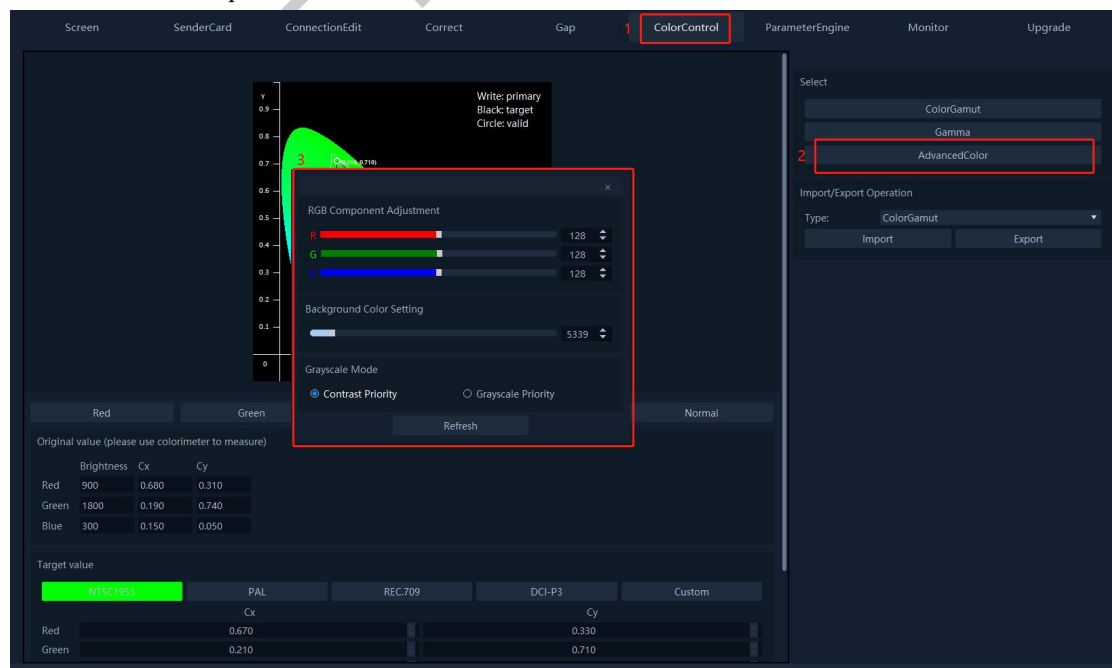 Screen SenderCard ConnectionEdit Correct Gap 1 ColorControl ParameterEngine Monitor Upgrade
Select
ColorGamut
Gamma
2 AdvancedColor
Import/Export Operation
Type: ColorGamut
Import Export
Write: primary
Black: target
Circle: valid
Y
0.9
0.8
0.7
0.6
0.5
0.4
0.3
0.2
0.1
0
3
×
RGB Component Adjustment
R 128
G 128
128
Background Color Setting
5339
Grayscale Mode
Contrast Priority Grayscale Priority
Refresh
Red Green Normal
Original value (please use colorimeter to measure)
Brightness Cx Cy
Red 900 0.680 0.310
Green 1800 0.190 0.740
Blue 300 0.150 0.050
Target value
NTSC1953 PAL REC.709 DCI-P3 Custom
Cx Cy
Red 0.670 0.330
Green 0.210 0.710